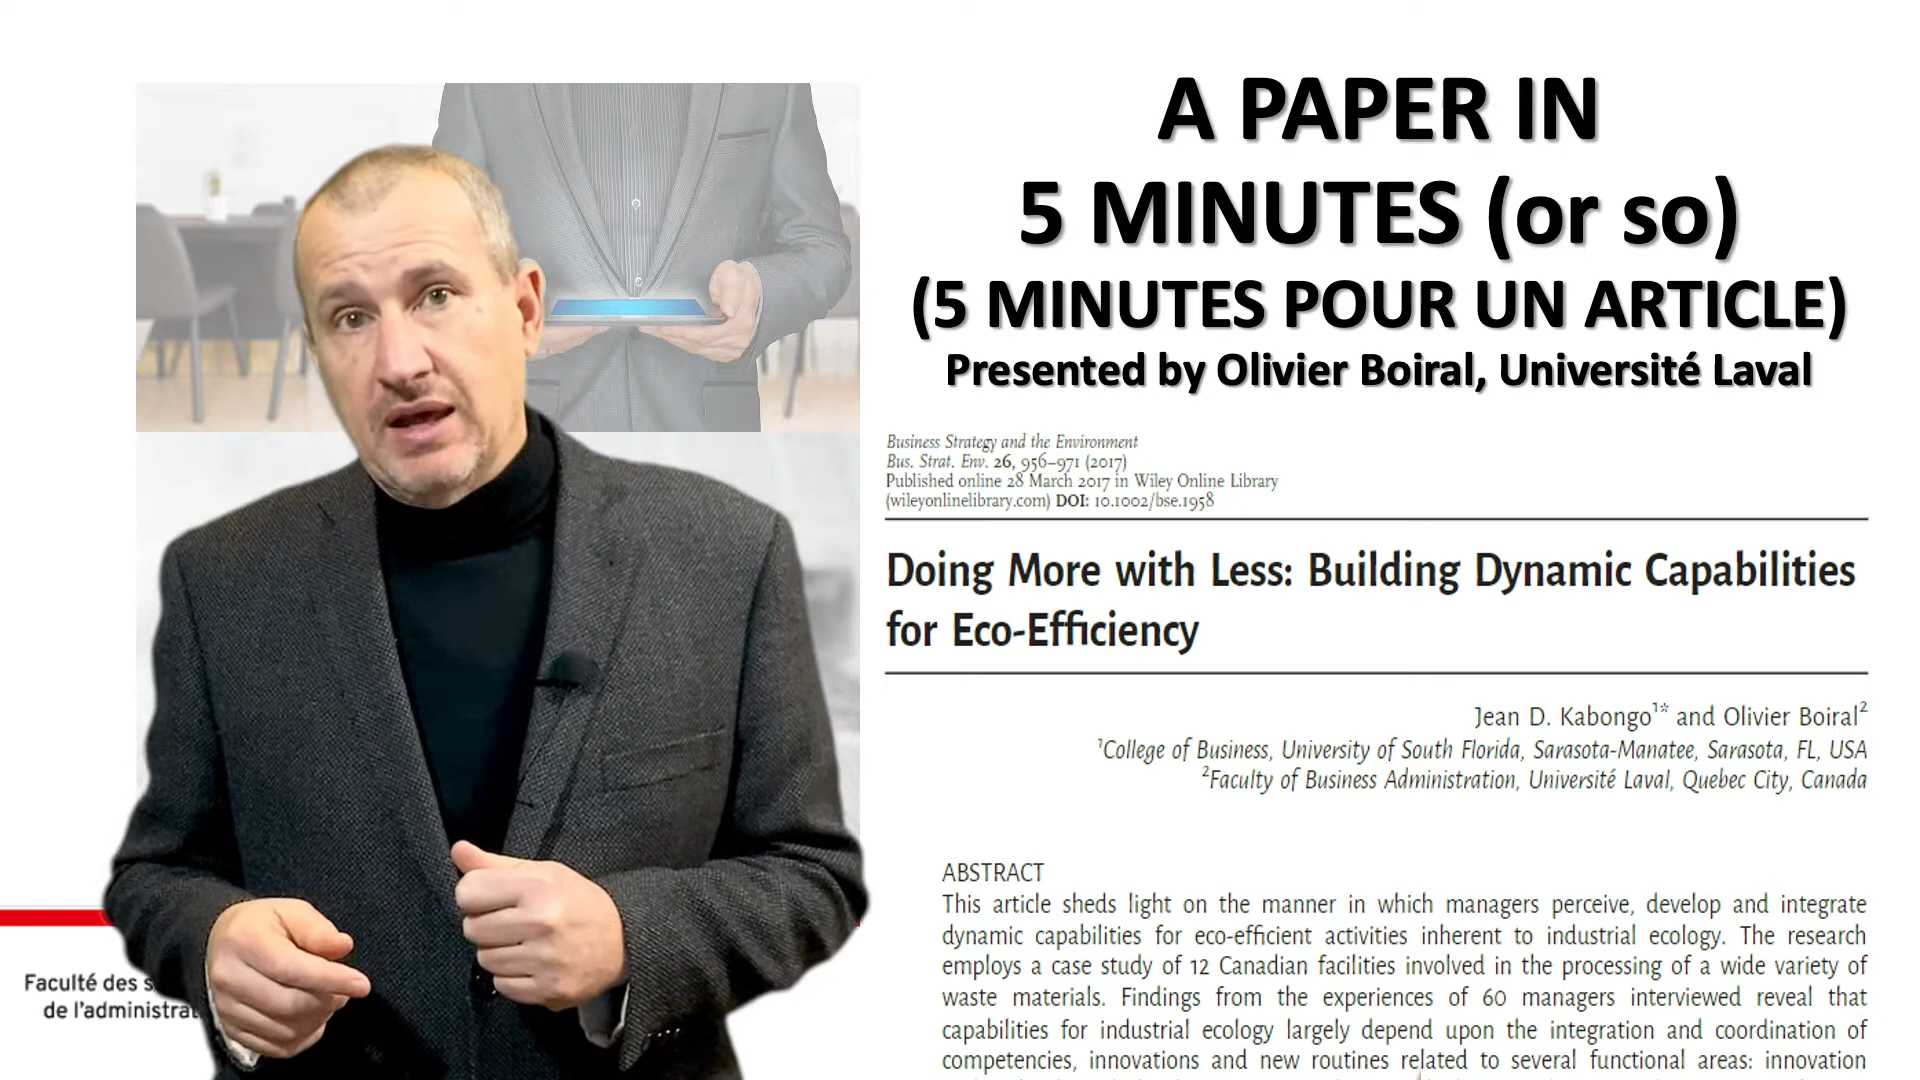 A PAPER IN
5 MINUTES (or so)
(5 MINUTES POUR UN ARTICLE)
Presented by Olivier Boiral, Université Laval
Business Strategy and the Environment
Bus. Strat. Env. 26, 956–971 (2017)
Published online 28 March 2017 in Wiley Online Library
(wileyonlinelibrary.com) DOI: 10.1002/bse.1958
Doing More with Less: Building Dynamic Capabilities
for Eco-Efficiency
Jean D. Kabongo¹* and Olivier Boiral²
¹College of Business, University of South Florida, Sarasota-Manatee, Sarasota, FL, USA
²Faculty of Business Administration, Université Laval, Quebec City, Canada
ABSTRACT
This article sheds light on the manner in which managers perceive, develop and integrate
dynamic capabilities for eco-efficient activities inherent to industrial ecology. The research
employs a case study of 12 Canadian facilities involved in the processing of a wide variety of
waste materials. Findings from the experiences of 60 managers interviewed reveal that
capabilities for industrial ecology largely depend upon the integration and coordination of
competencies, innovations and new routines related to several functional areas: innovation
Faculté des s
de l'administrat